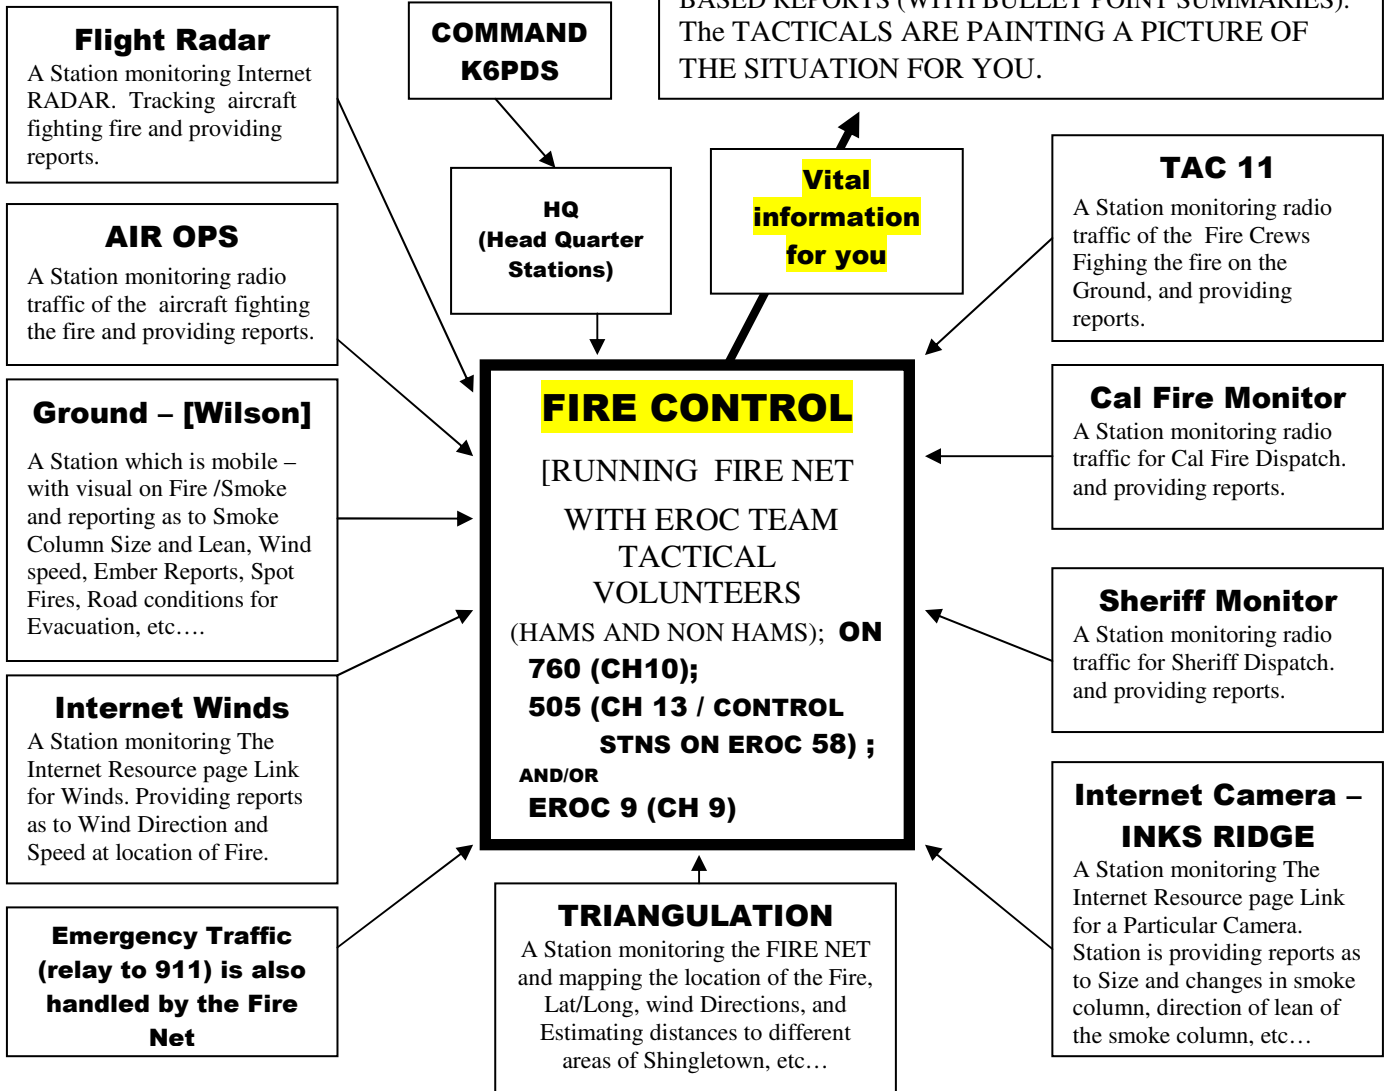 BASED REPORTS (WITH BULLET POINT SUMMARIES).
The TACTICALS ARE PAINTING A PICTURE OF
THE SITUATION FOR YOU.
Flight Radar
A Station monitoring Internet
RADAR. Tracking aircraft
fighting fire and providing
reports.
COMMAND
K6PDS
HQ
(Head Quarter
Stations)
Vital
information
for you
TAC 11
A Station monitoring radio
traffic of the Fire Crews
Fighing the fire on the
Ground, and providing
reports.
AIR OPS
A Station monitoring radio
traffic of the aircraft fighting
the fire and providing reports.
Ground – [Wilson]
A Station which is mobile –
with visual on Fire /Smoke
and reporting as to Smoke
Column Size and Lean, Wind
speed, Ember Reports, Spot
Fires, Road conditions for
Evacuation, etc….
FIRE CONTROL
[RUNNING FIRE NET
WITH EROC TEAM
TACTICAL
VOLUNTEERS
(HAMS AND NON HAMS); ON
760 (CH10);
505 (CH 13 / CONTROL
STNS ON EROC 58) ;
AND/OR
EROC 9 (CH 9)
Cal Fire Monitor
A Station monitoring radio
traffic for Cal Fire Dispatch.
and providing reports.
Sheriff Monitor
A Station monitoring radio
traffic for Sheriff Dispatch.
and providing reports.
Internet Winds
A Station monitoring The
Internet Resource page Link
for Winds. Providing reports
as to Wind Direction and
Speed at location of Fire.
Internet Camera –
INKS RIDGE
A Station monitoring The
Internet Resource page Link
for a Particular Camera.
Station is providing reports as
to Size and changes in smoke
column, direction of lean of
the smoke column, etc…
Emergency Traffic
(relay to 911) is also
handled by the Fire
Net
TRIANGULATION
A Station monitoring the FIRE NET
and mapping the location of the Fire,
Lat/Long, wind Directions, and
Estimating distances to different
areas of Shingletown, etc…